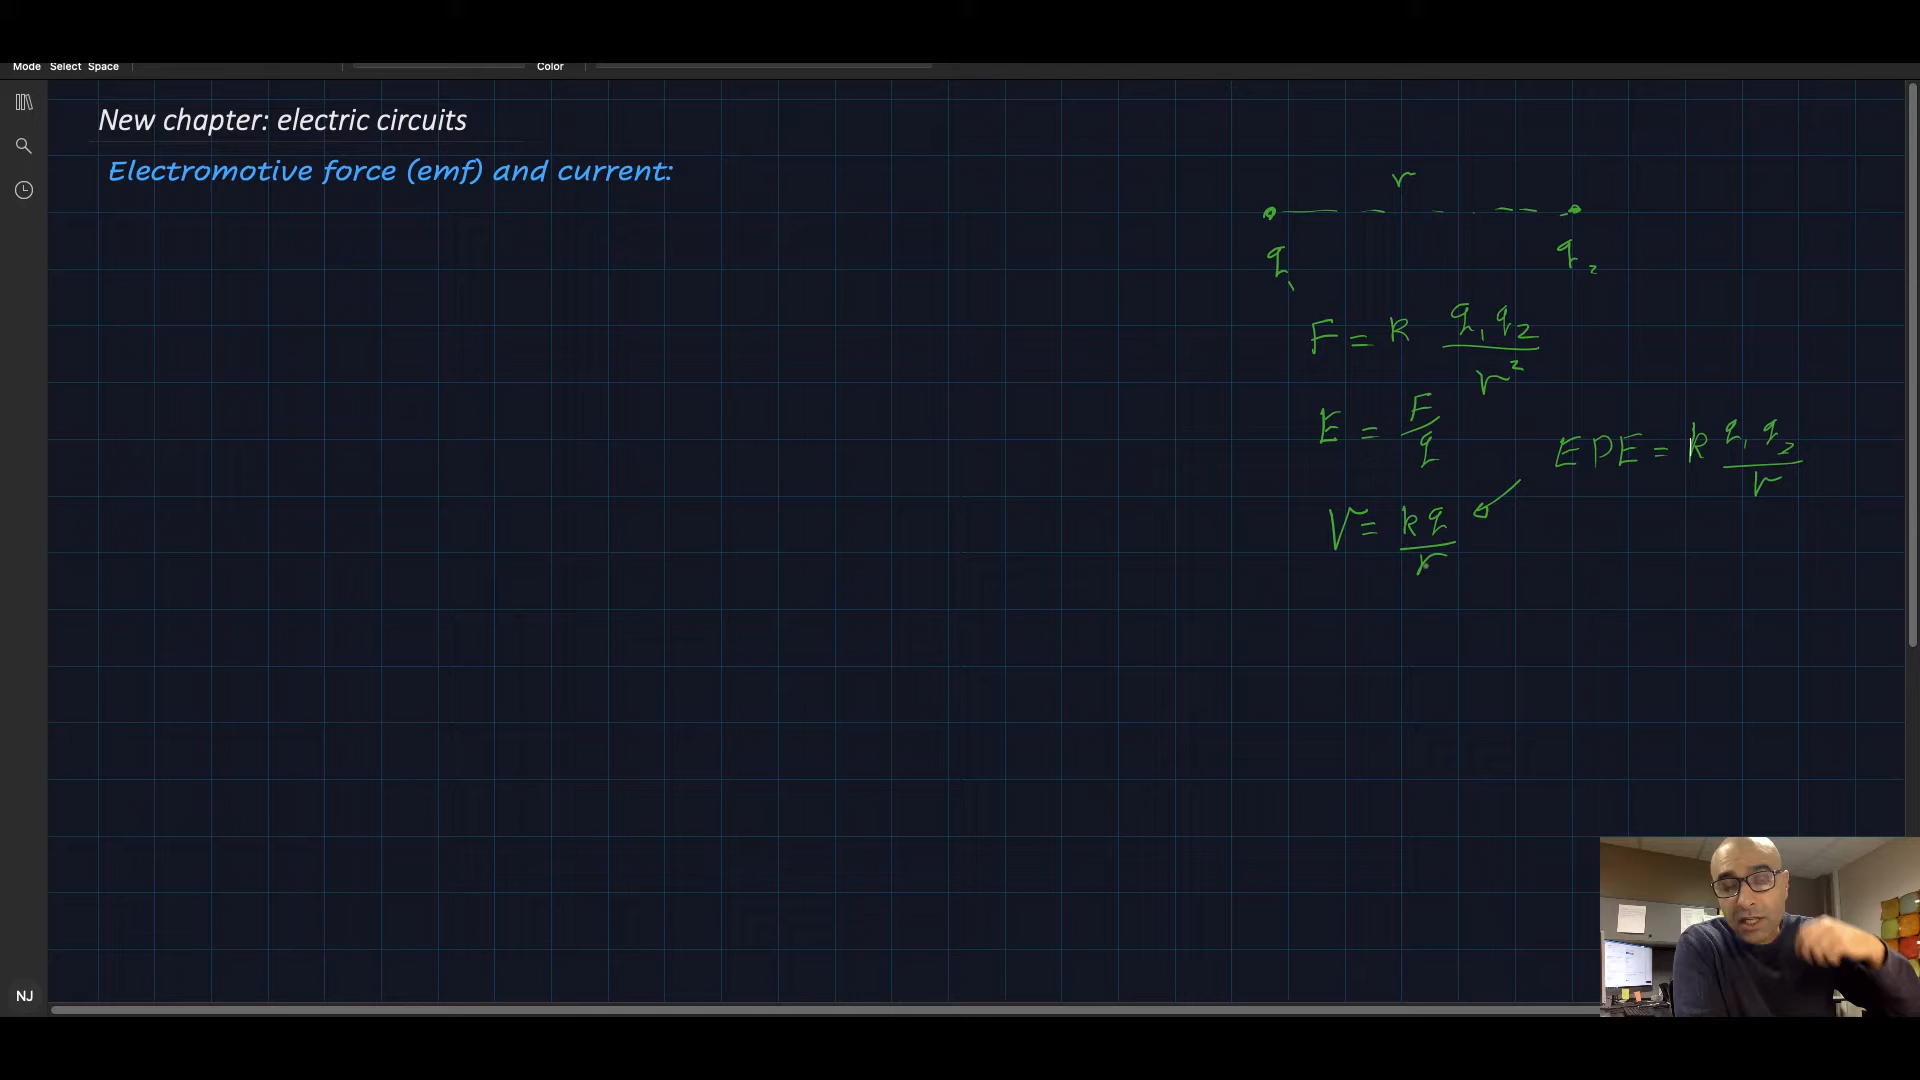 Mode Select Space Color
New chapter: electric circuits
Electromotive force (emf) and current:
r
q₁ q₂
F = k q₁q₂ / r²
E = F / q
EPE = k q₁q₂ / r
V = kq / r
NJ